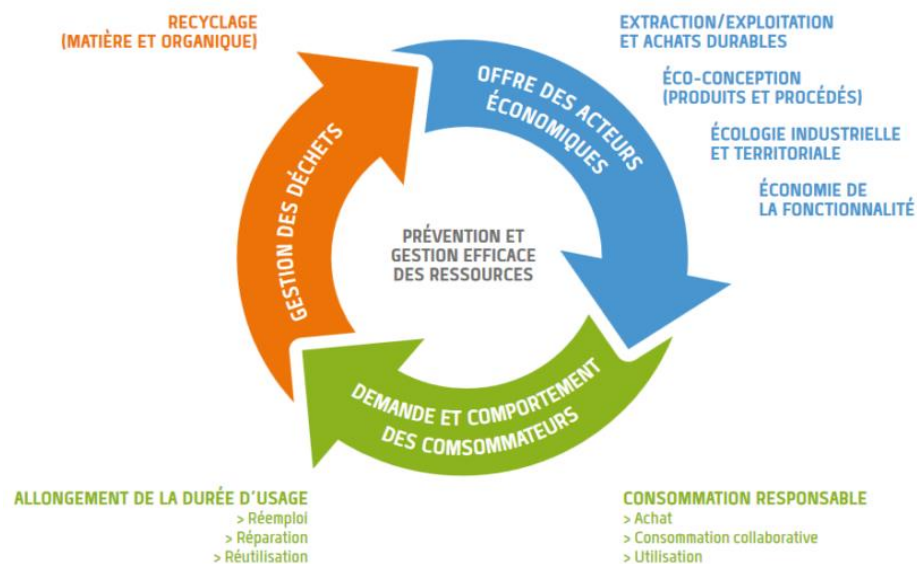 RECYCLAGE
(MATIÈRE ET ORGANIQUE)
EXTRACTION/EXPLOITATION
ET ACHATS DURABLES
ÉCO-CONCEPTION
(PRODUITS ET PROCÉDÉS)
ÉCOLOGIE INDUSTRIELLE
ET TERRITORIALE
ÉCONOMIE DE
LA FONCTIONNALITÉ
OFFRE DES ACTEURS
ÉCONOMIQUES
GESTION DES DÉCHETS
PRÉVENTION ET
GESTION EFFICACE
DES RESSOURCES
DEMANDE ET COMPORTEMENT
DES COMSOMMATEURS
ALLONGEMENT DE LA DURÉE D'USAGE
> Réemploi
> Réparation
> Réutilisation
CONSOMMATION RESPONSABLE
> Achat
> Consommation collaborative
> Utilisation